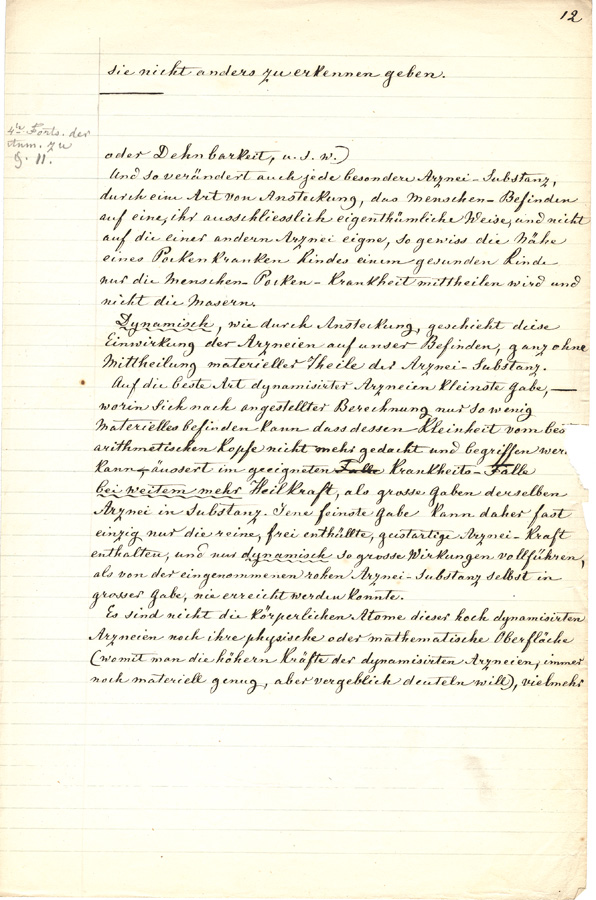 12
sie nicht anders zu erkennen geben.
4te Forts. der
Anm. zu
§. 11.
oder Dehnbarkeit, u. s. w.)
Und so verändert auch jede besondere Arznei-Substanz,
durch eine Art von Ansteckung, das Menschen-Befinden
auf eine, ihr ausschliesslich eigenthümliche Weise, und nicht
auf die einer andern Arznei eigne, so gewiss die Nähe
eines Pockenkranken Kindes einem gesunden Kinde
nur die Menschen-Pocken-Krankheit mittheilen wird und
nicht die Masern.
Dynamisch, wie durch Ansteckung, geschieht diese
Einwirkung der Arzneien auf unser Befinden, ganz ohne
Mittheilung materieller Theile der Arznei-Substanz.
Auf die beste Art dynamisirter Arzneien kleinste Gabe, —
worin sich nach angestellter Berechnung nur so wenig
Materielles befinden kann dass dessen Kleinheit vom bes
arithmetischen Kopfe nicht mehr gedacht und begriffen wer
kann, äussert in geeigneten Falle Krankheits-Fälle
bei weitem mehr Heilkraft, als grosse Gaben derselben
Arznei in Substanz. Jene feinste Gabe kann daher fast
einzig nur die reine, frei enthüllte, geistartige Arznei-Kraft
enthalten, und nur dynamisch so grosse Wirkungen vollführen,
als von der eingenommenen rohen Arznei-Substanz selbst in
grosser Gabe, nie erreicht werden konnte.
Es sind nicht die körperlichen Atome dieser hoch dynamisirten
Arzneien noch ihre physische oder mathematische Oberfläche
(womit man die höhern Kräfte der dynamisirten Arzneien, immer
noch materiell genug, aber vergeblich deuteln will), vielmehr